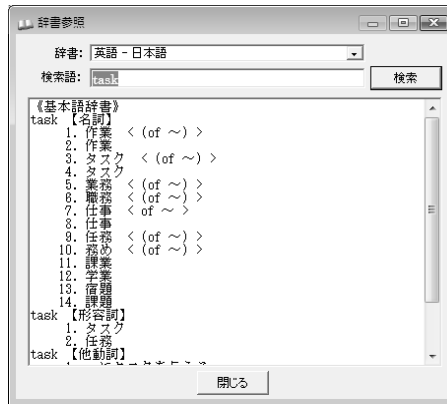 辞書参照
辞書: 英語 - 日本語
検索語: task 検索
《基本語辞書》
task 【名詞】
1. 作業 < (of ~) >
2. 作業
3. タスク < (of ~) >
4. タスク
5. 業務 < (of ~) >
6. 職務 < (of ~) >
7. 仕事 < of ~ >
8. 仕事
9. 任務 < (of ~) >
10. 務め < (of ~) >
11. 課業
12. 学業
13. 宿題
14. 課題
task 【形容詞】
1. タスク
2. 任務
task 【他動詞】
閉じる